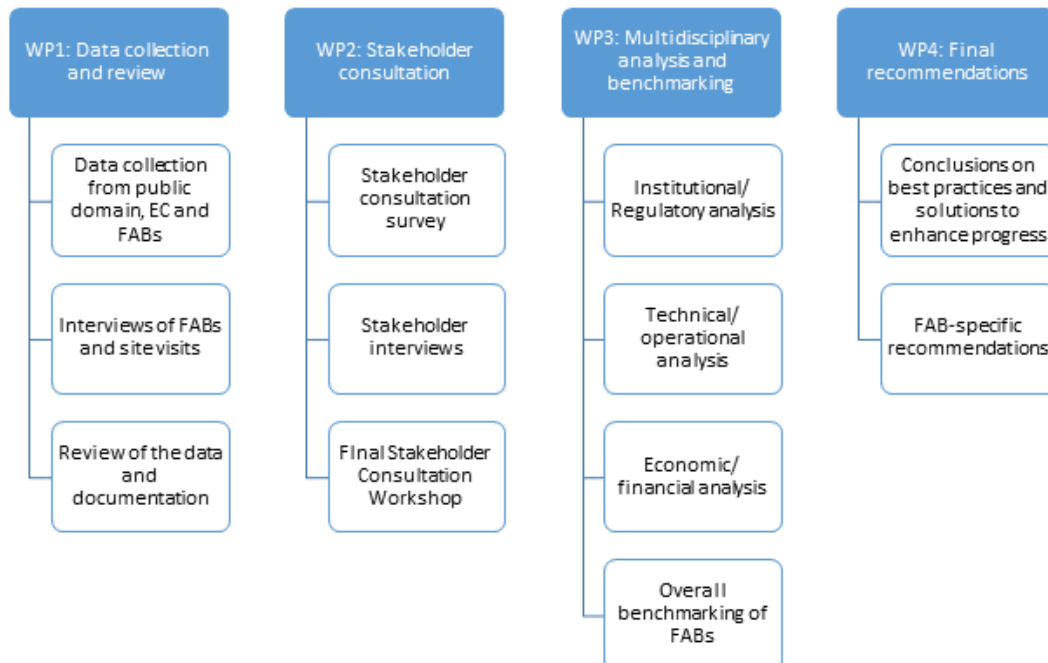 WP1: Data collection
and review
Data collection
from public
domain, EC and
FABs
Interviews of FABs
and site visits
Review of the data
and
documentation
WP2: Stakeholder
consultation
Stakeholder
consultation
survey
Stakeholder
interviews
FInal Stakeholder
Consultation
Workshop
WP3: Multidisciplinary
analysis and
benchmarking
Institutional/
Regulatory analysis
Technical/
operational
analysis
Economic/
financial analysis
Overall
benchmarking of
FABs
WP4: Final
recommendations
Conclusions on
best practices and
solutions to
enhance progress
FAB-specific
recommendations